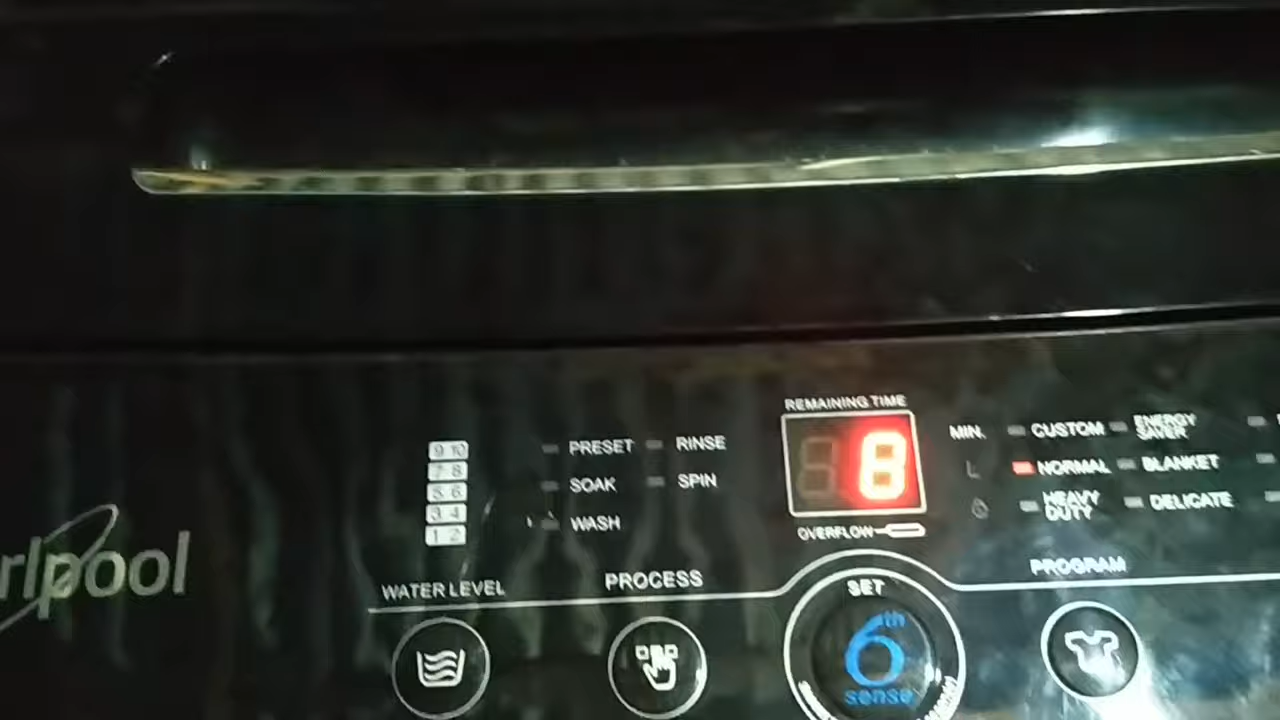 REMAINING TIME
8
9 10
7 8
5 6
3 4
1 2
PRESET
RINSE
SOAK
SPIN
WASH
OVERFLOW
MIN.
CUSTOM
ENERGY
SAVER
NORMAL
BLANKET
HEAVY
DUTY
DELICATE
rlpool
WATER LEVEL
PROCESS
SET
PROGRAM
6th
sense